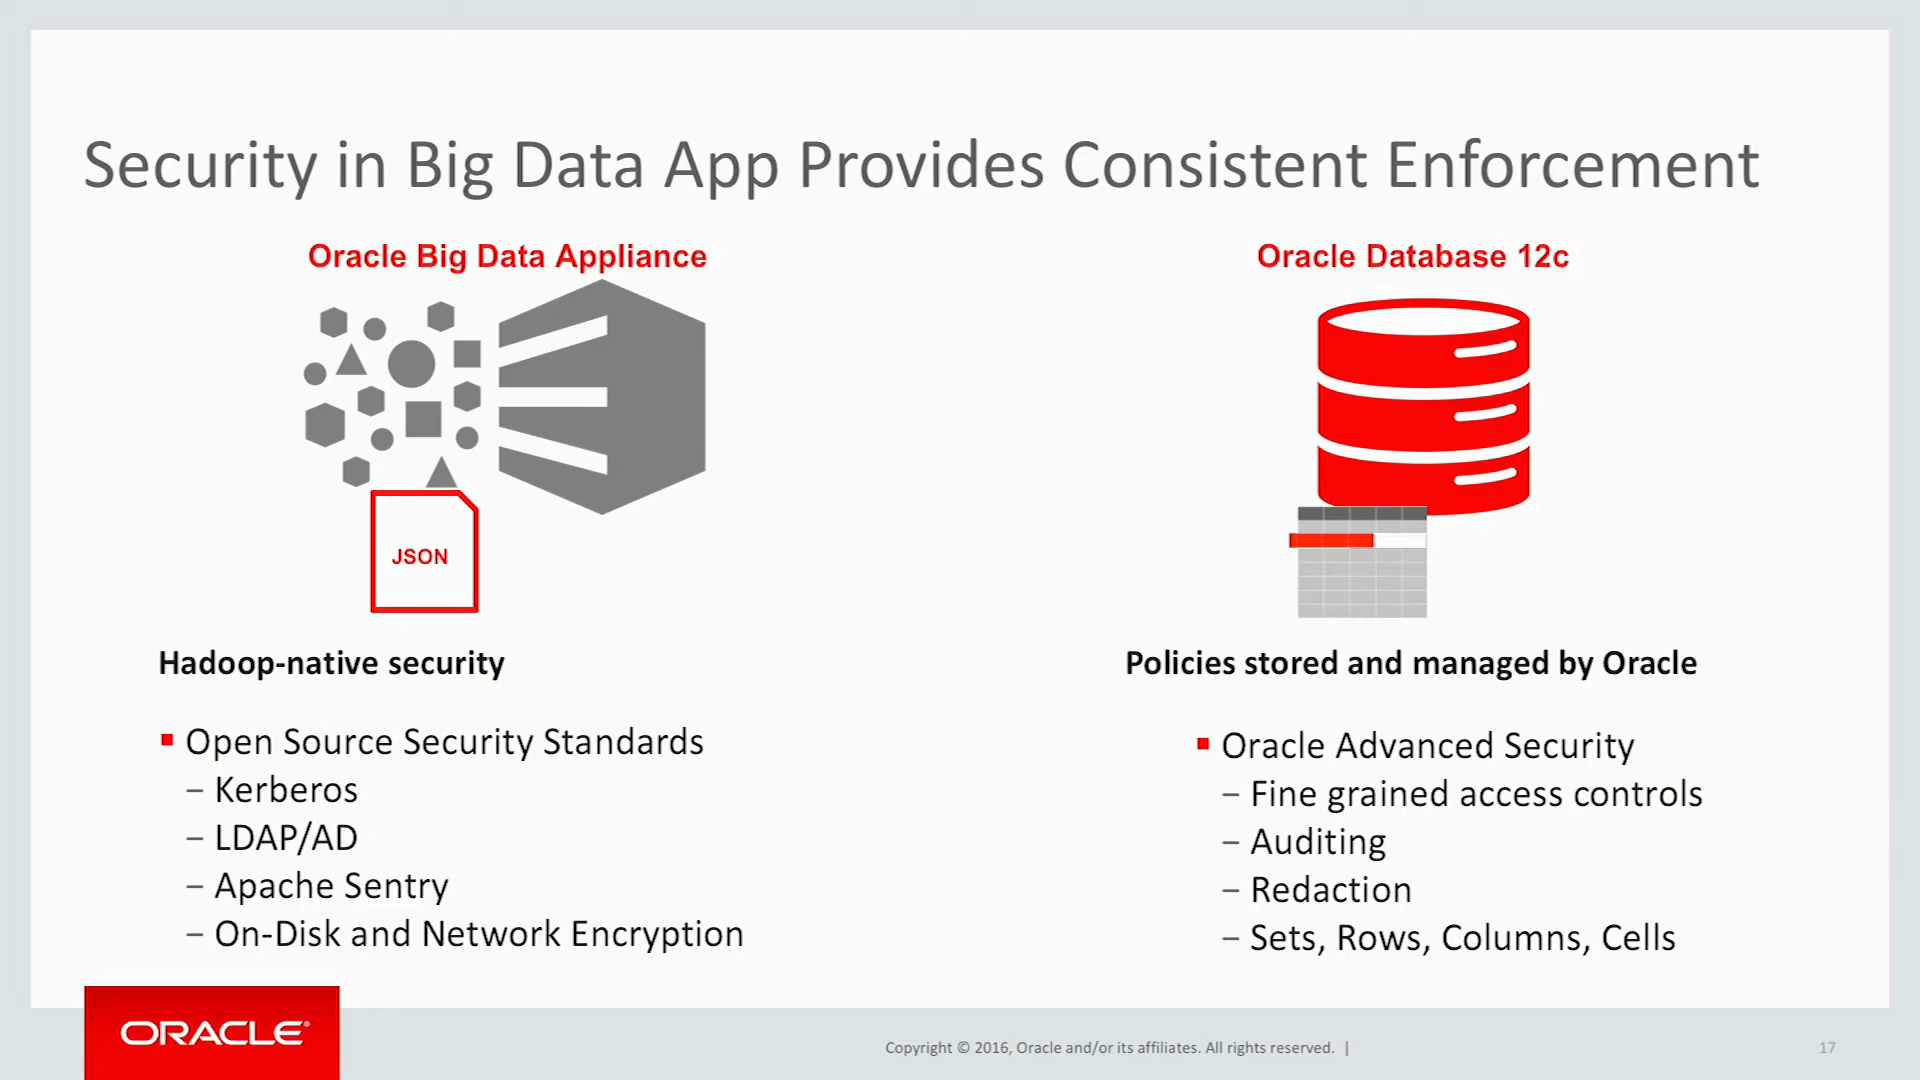 Security in Big Data App Provides Consistent Enforcement
Oracle Big Data Appliance
JSON
Hadoop-native security
▪ Open Source Security Standards
– Kerberos
– LDAP/AD
– Apache Sentry
– On-Disk and Network Encryption
Oracle Database 12c
Policies stored and managed by Oracle
▪ Oracle Advanced Security
– Fine grained access controls
– Auditing
– Redaction
– Sets, Rows, Columns, Cells
ORACLE®
Copyright © 2016, Oracle and/or its affiliates. All rights reserved. |
17